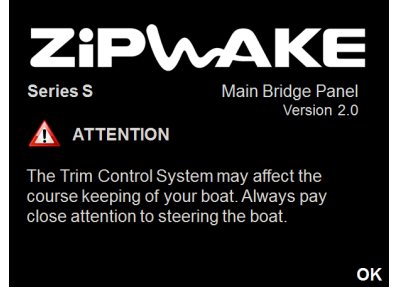 ZIPWAKE
Series S
Main Bridge Panel
Version 2.0
ATTENTION
The Trim Control System may affect the
course keeping of your boat. Always pay
close attention to steering the boat.
OK